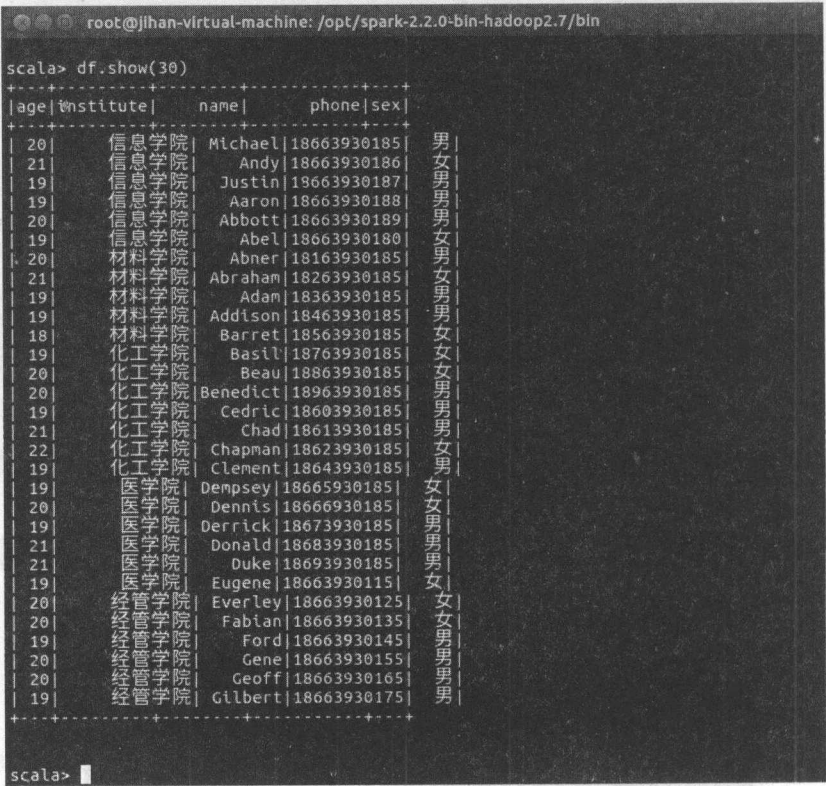 root@jihan-virtual-machine: /opt/spark-2.2.0-bin-hadoop2.7/bin
scala> df.show(30)
+---+---------+---------+-----------+---+
|age|institute|     name|      phone|sex|
+---+---------+---------+-----------+---+
| 20|     信息学院|  Michael|18663930185|  男|
| 21|     信息学院|     Andy|18663930186|  女|
| 19|     信息学院|   Justin|18663930187|  男|
| 19|     信息学院|    Aaron|18663930188|  男|
| 20|     信息学院|   Abbott|18663930189|  男|
| 19|     信息学院|     Abel|18663930180|  女|
| 20|     材料学院|    Abner|18163930185|  男|
| 21|     材料学院|  Abraham|18263930185|  女|
| 19|     材料学院|     Adam|18363930185|  男|
| 19|     材料学院|  Addison|18463930185|  男|
| 18|     材料学院|   Barret|18563930185|  女|
| 19|     化工学院|    Basil|18763930185|  女|
| 20|     化工学院|     Beau|18863930185|  女|
| 20|     化工学院| Benedict|18963930185|  男|
| 19|     化工学院|   Cedric|18603930185|  男|
| 21|     化工学院|     Chad|18613930185|  男|
| 22|     化工学院|  Chapman|18623930185|  女|
| 19|     化工学院|  Clement|18643930185|  男|
| 19|      医学院|  Dempsey|18665930185|  女|
| 20|      医学院|   Dennis|18666930185|  女|
| 19|      医学院|  Derrick|18673930185|  男|
| 21|      医学院|   Donald|18683930185|  男|
| 21|      医学院|     Duke|18693930185|  男|
| 19|      医学院|   Eugene|18663930115|  女|
| 20|     经管学院|  Everley|18663930125|  女|
| 20|     经管学院|   Fabian|18663930135|  女|
| 19|     经管学院|     Ford|18663930145|  男|
| 20|     经管学院|     Gene|18663930155|  男|
| 20|     经管学院|    Geoff|18663930165|  男|
| 19|     经管学院|  Gilbert|18663930175|  男|
+---+---------+---------+-----------+---+
scala>